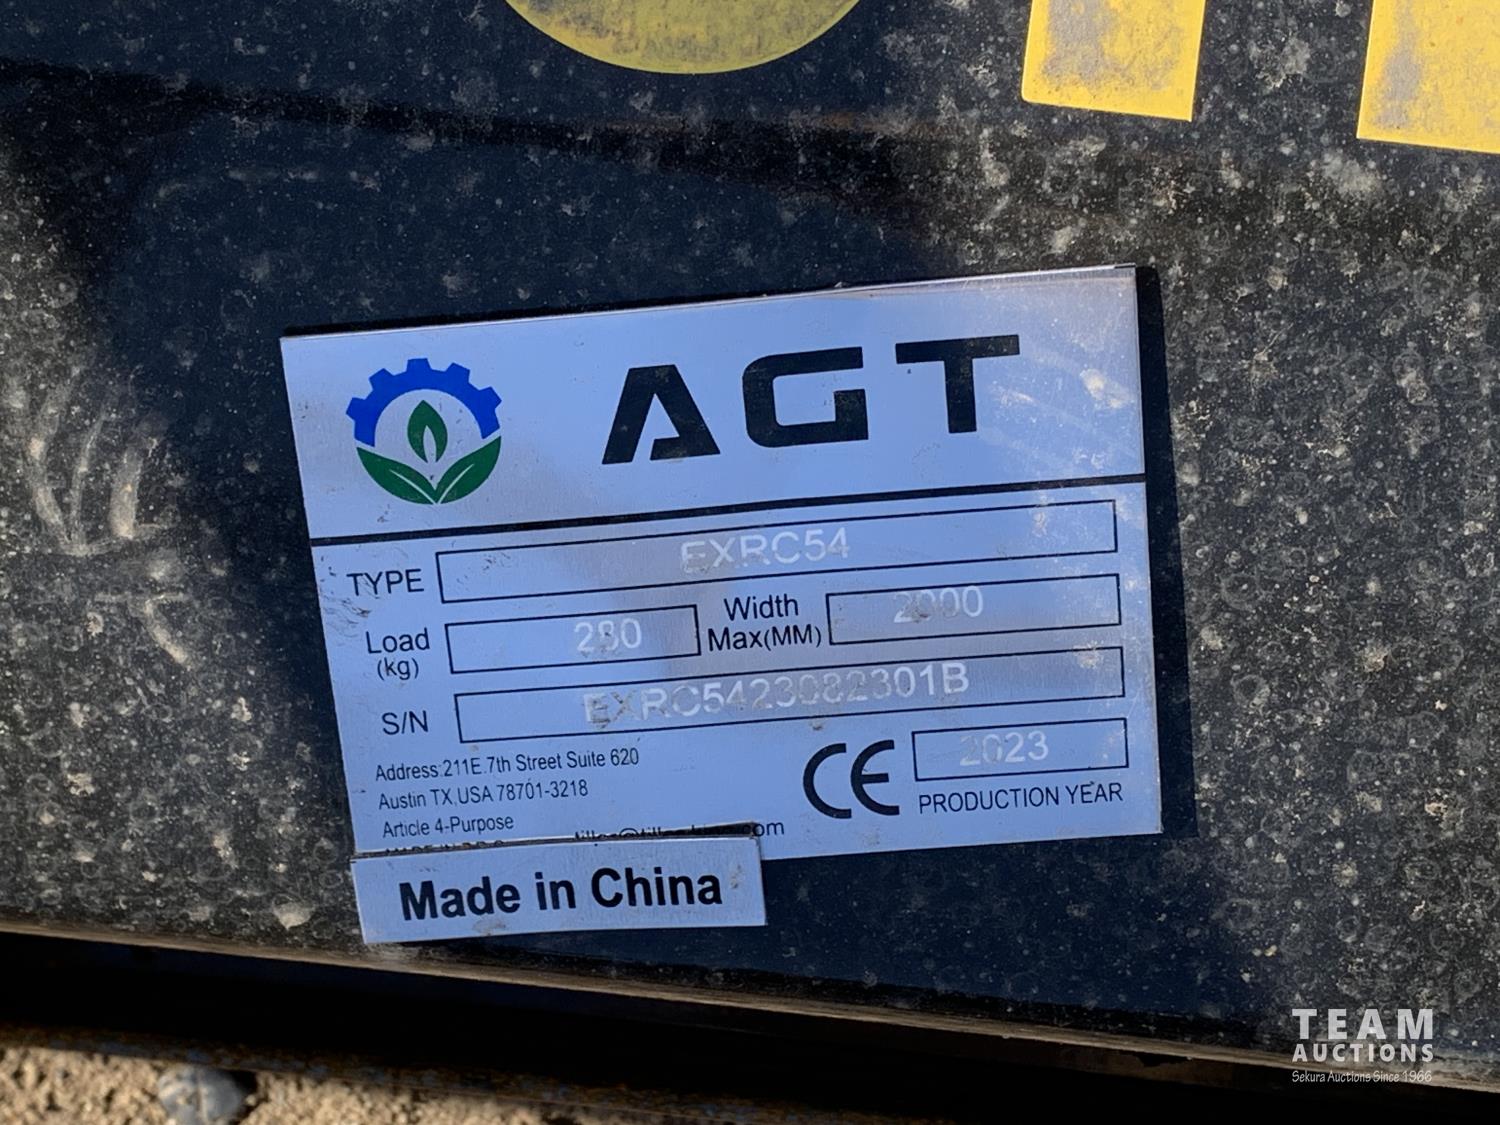 AGT
TYPE EXRC54
Load (kg) 280 Width Max(MM) 2000
S/N EXRC5423082301B
Address:211E.7th Street Suite 620
Austin TX,USA 78701-3218
Article 4-Purpose
CE 2023
PRODUCTION YEAR
Made in China
TEAM
AUCTIONS
Sekura Auctions Since 1966